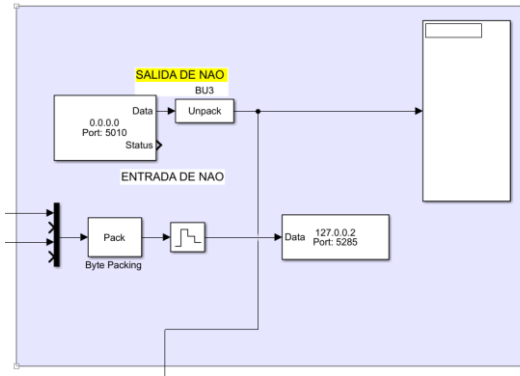 SALIDA DE NAO
BU3
Data
Unpack
0.0.0.0
Port: 5010
Status
ENTRADA DE NAO
Pack
Data
127.0.0.2
Port: 5285
Byte Packing